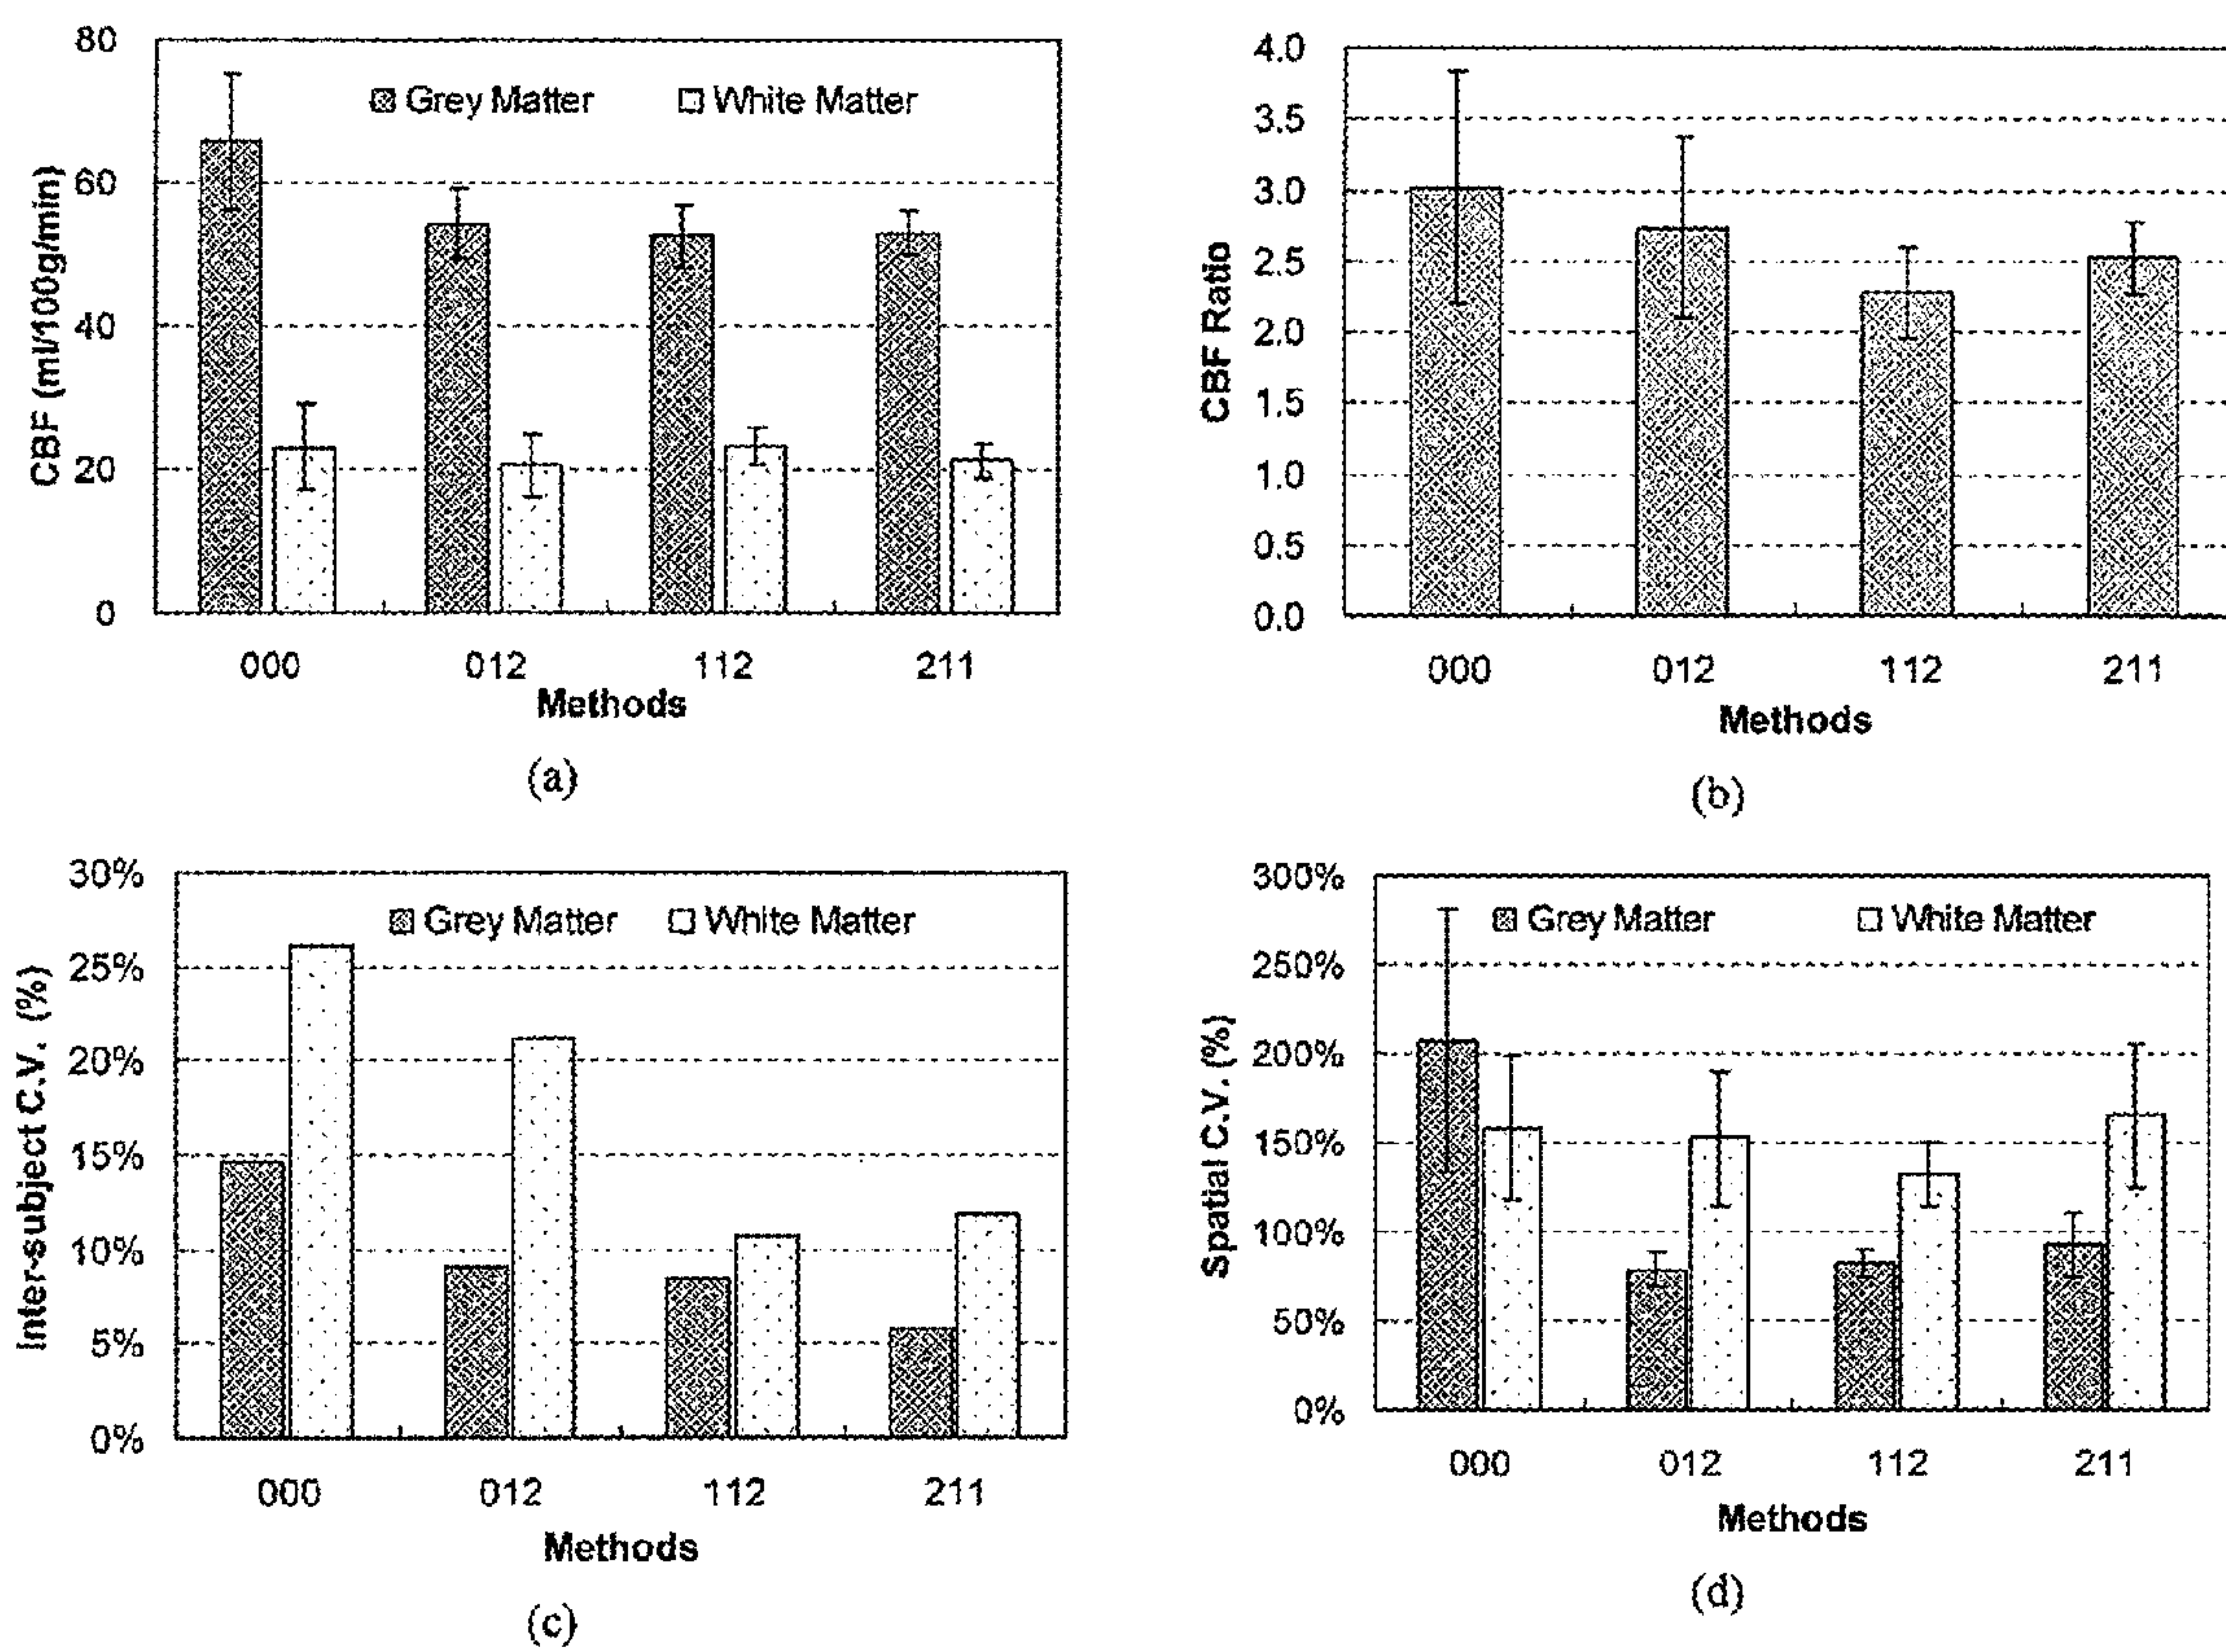 80
60
40
20
0
CBF (ml/100g/min)
Grey Matter White Matter
000 012 112 211
Methods
(a)
4.0
3.5
3.0
2.5
2.0
1.5
1.0
0.5
0.0
CBF Ratio
000 012 112 211
Methods
(b)
30%
25%
20%
15%
10%
5%
0%
Inter-subject C.V. (%)
Grey Matter White Matter
000 012 112 211
Methods
(c)
300%
250%
200%
150%
100%
50%
0%
Spatial C.V. (%)
Grey Matter White Matter
000 012 112 211
Methods
(d)